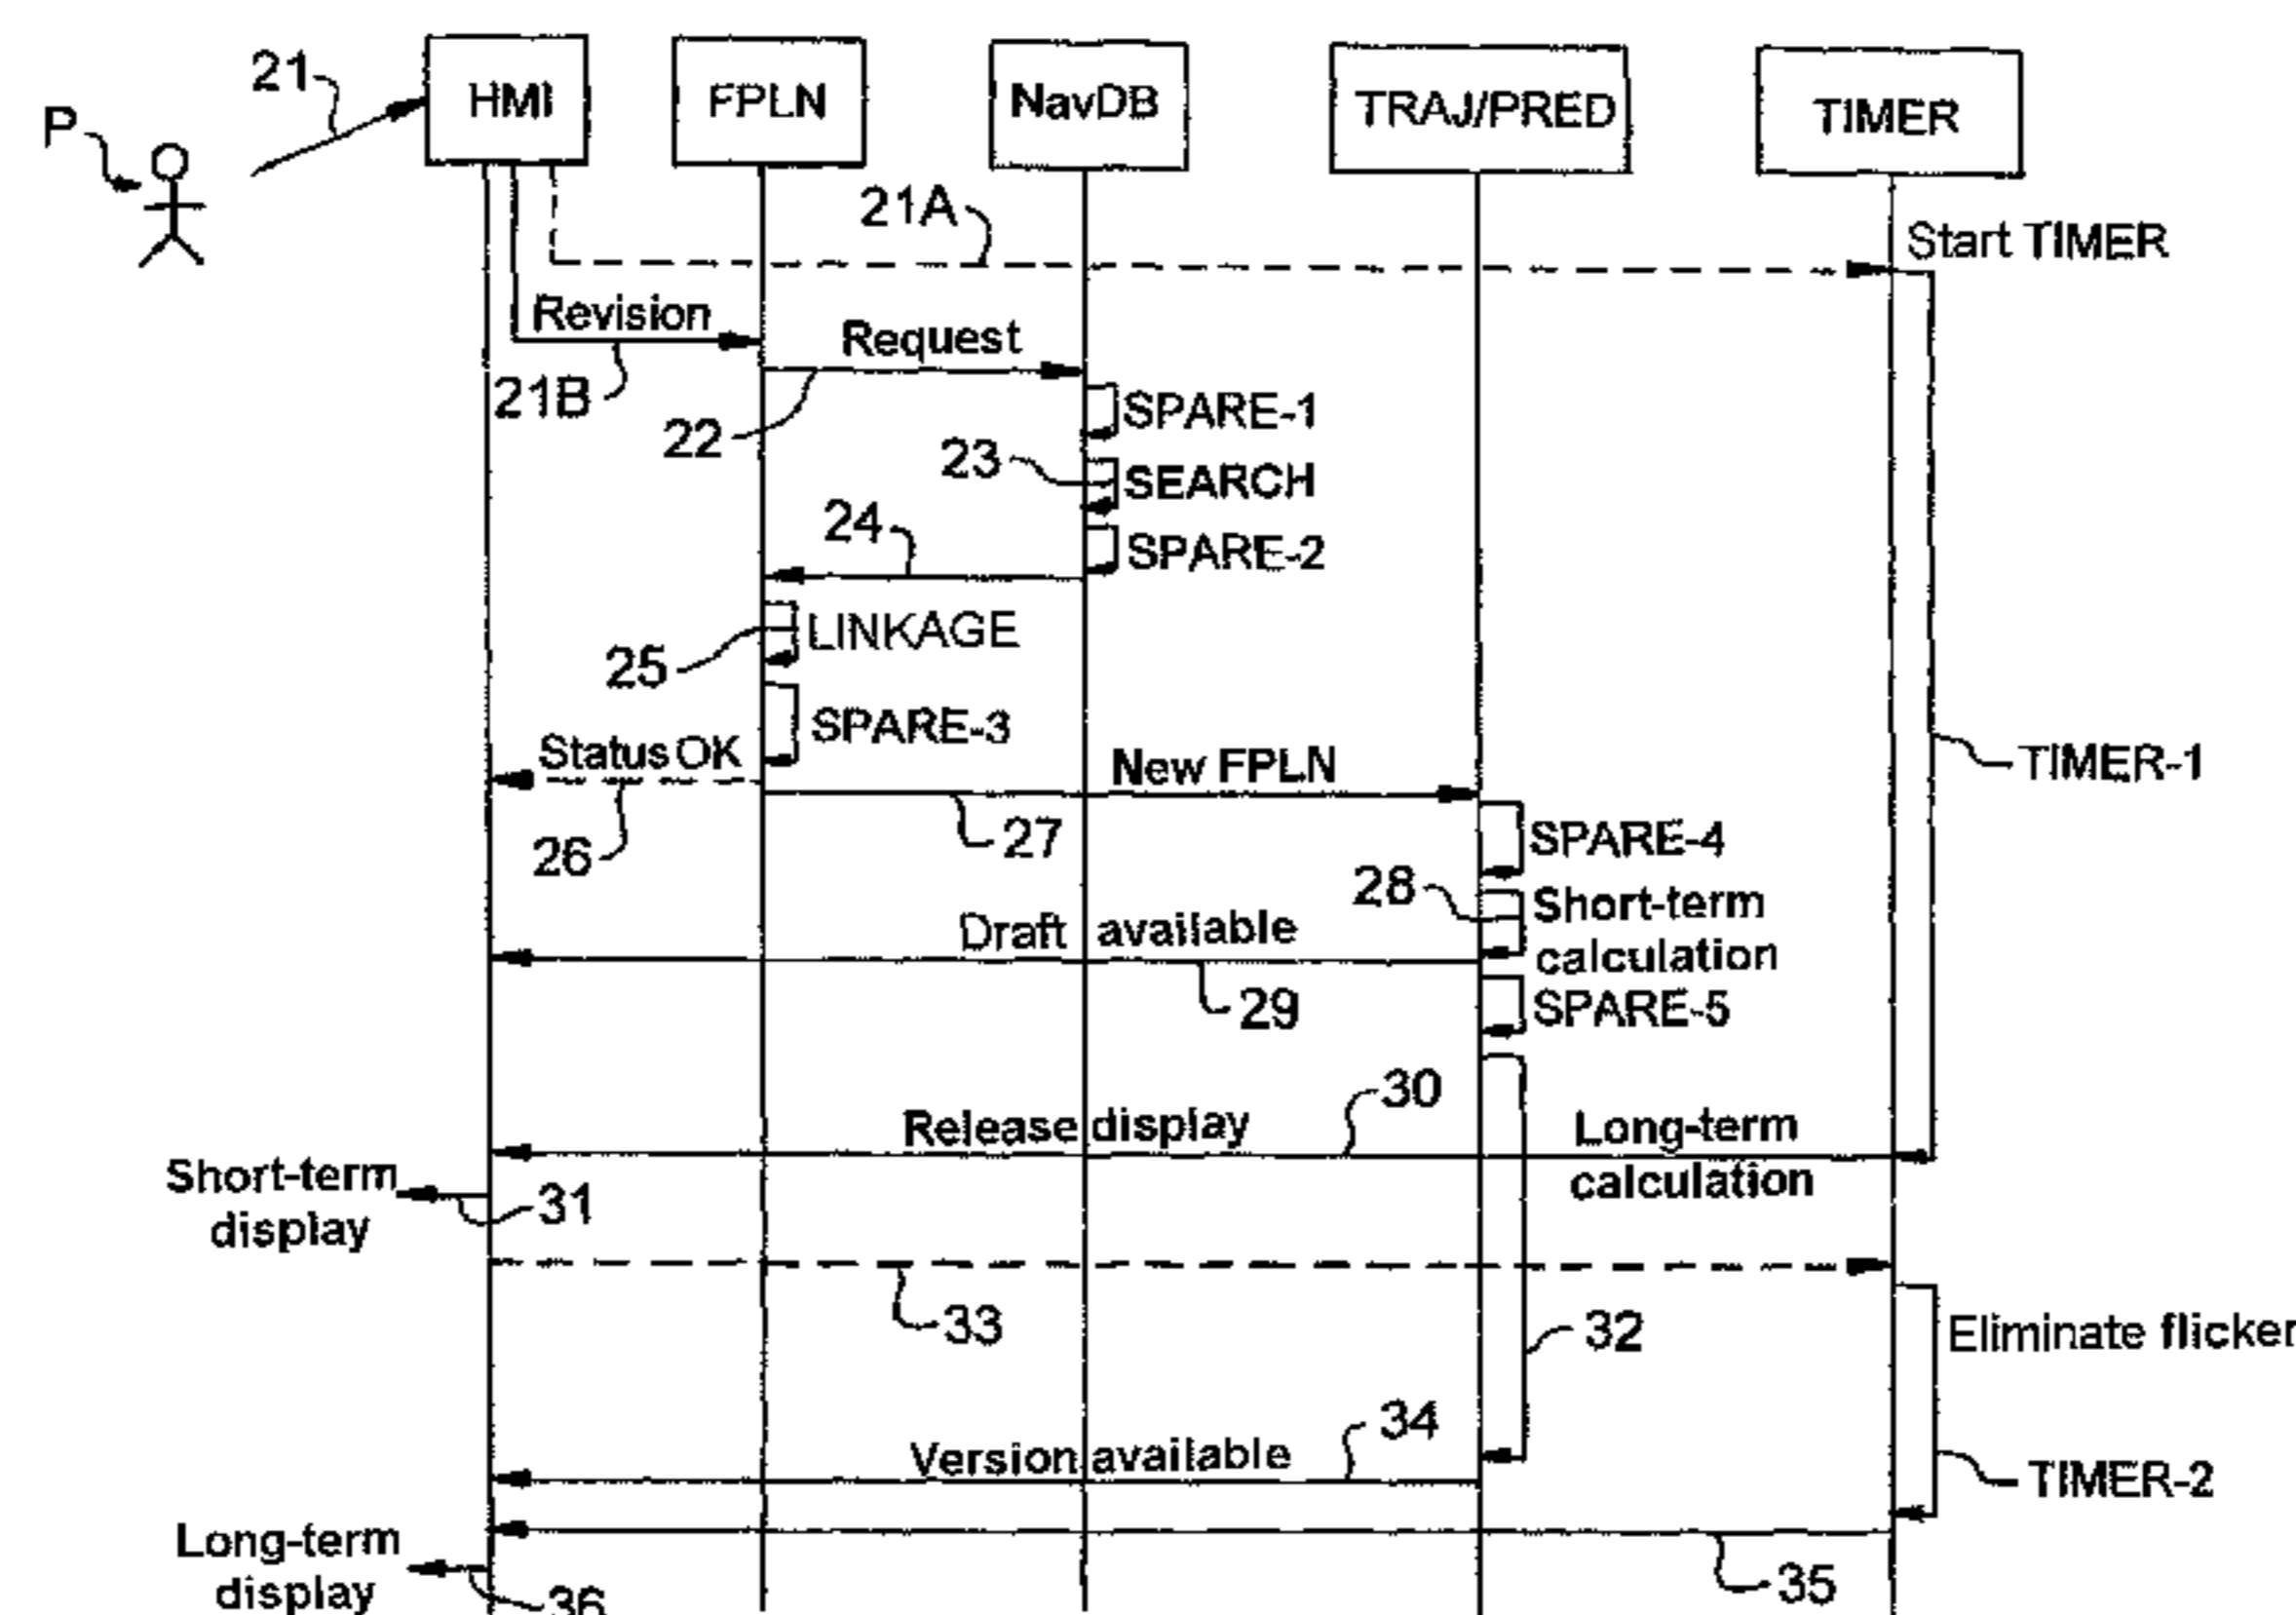 21
P
HMI
FPLN
NavDB
TRAJ/PRED
TIMER
21A
Start TIMER
Revision
Request
21B
22
SPARE-1
23
SEARCH
24
SPARE-2
25
LINKAGE
SPARE-3
Status OK
New FPLN
TIMER-1
26
27
SPARE-4
28
Short-term
calculation
Draft available
29
SPARE-5
30
Release display
Long-term
calculation
Short-term
display
31
33
32
Eliminate flicker
34
Version available
TIMER-2
Long-term
display
36
35